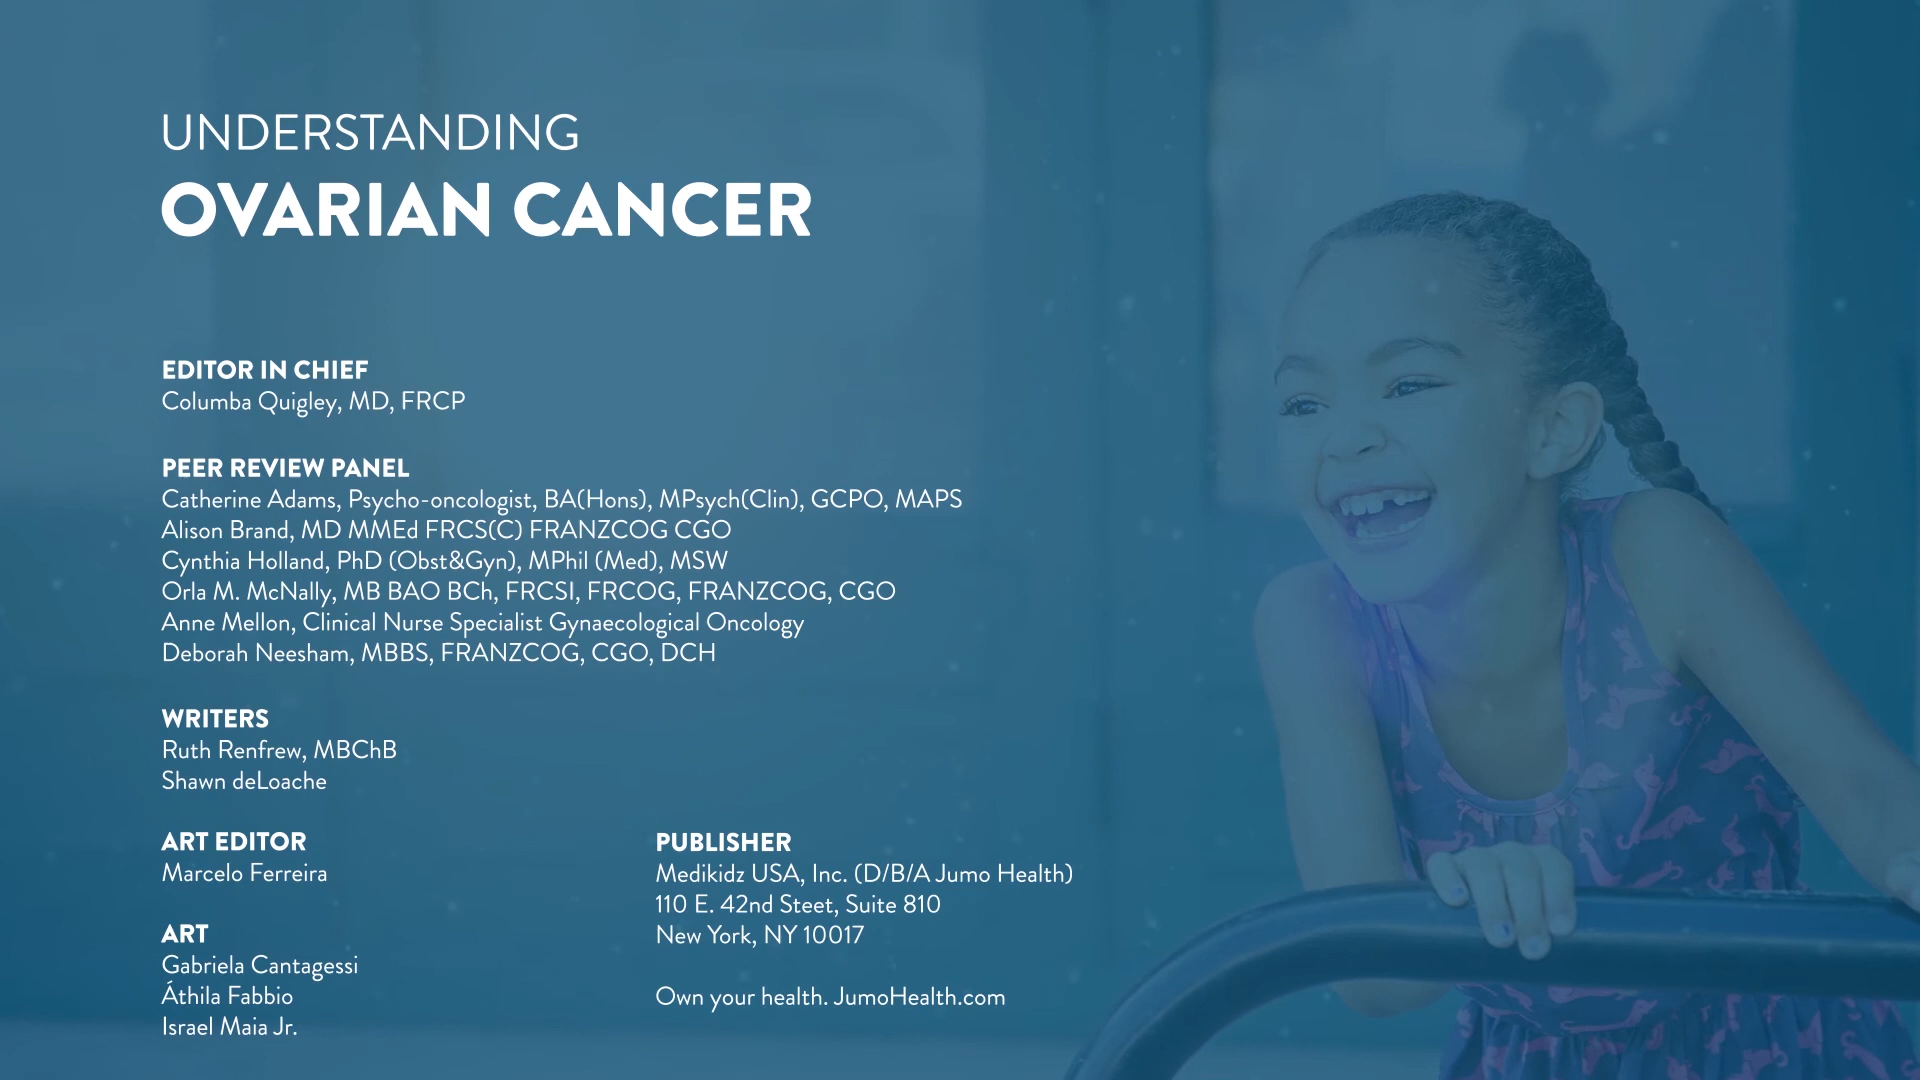 UNDERSTANDING
OVARIAN CANCER
EDITOR IN CHIEF
Columba Quigley, MD, FRCP
PEER REVIEW PANEL
Catherine Adams, Psycho-oncologist, BA(Hons), MPsych(Clin), GCPO, MAPS
Alison Brand, MD MMEd FRCS(C) FRANZCOG CGO
Cynthia Holland, PhD (Obst&Gyn), MPhil (Med), MSW
Orla M. McNally, MB BAO BCh, FRCSI, FRCOG, FRANZCOG, CGO
Anne Mellon, Clinical Nurse Specialist Gynaecological Oncology
Deborah Neesham, MBBS, FRANZCOG, CGO, DCH
WRITERS
Ruth Renfrew, MBChB
Shawn deLoache
ART EDITOR
Marcelo Ferreira
ART
Gabriela Cantagessi
Áthila Fabbio
Israel Maia Jr.
PUBLISHER
Medikidz USA, Inc. (D/B/A Jumo Health)
110 E. 42nd Steet, Suite 810
New York, NY 10017
Own your health. JumoHealth.com